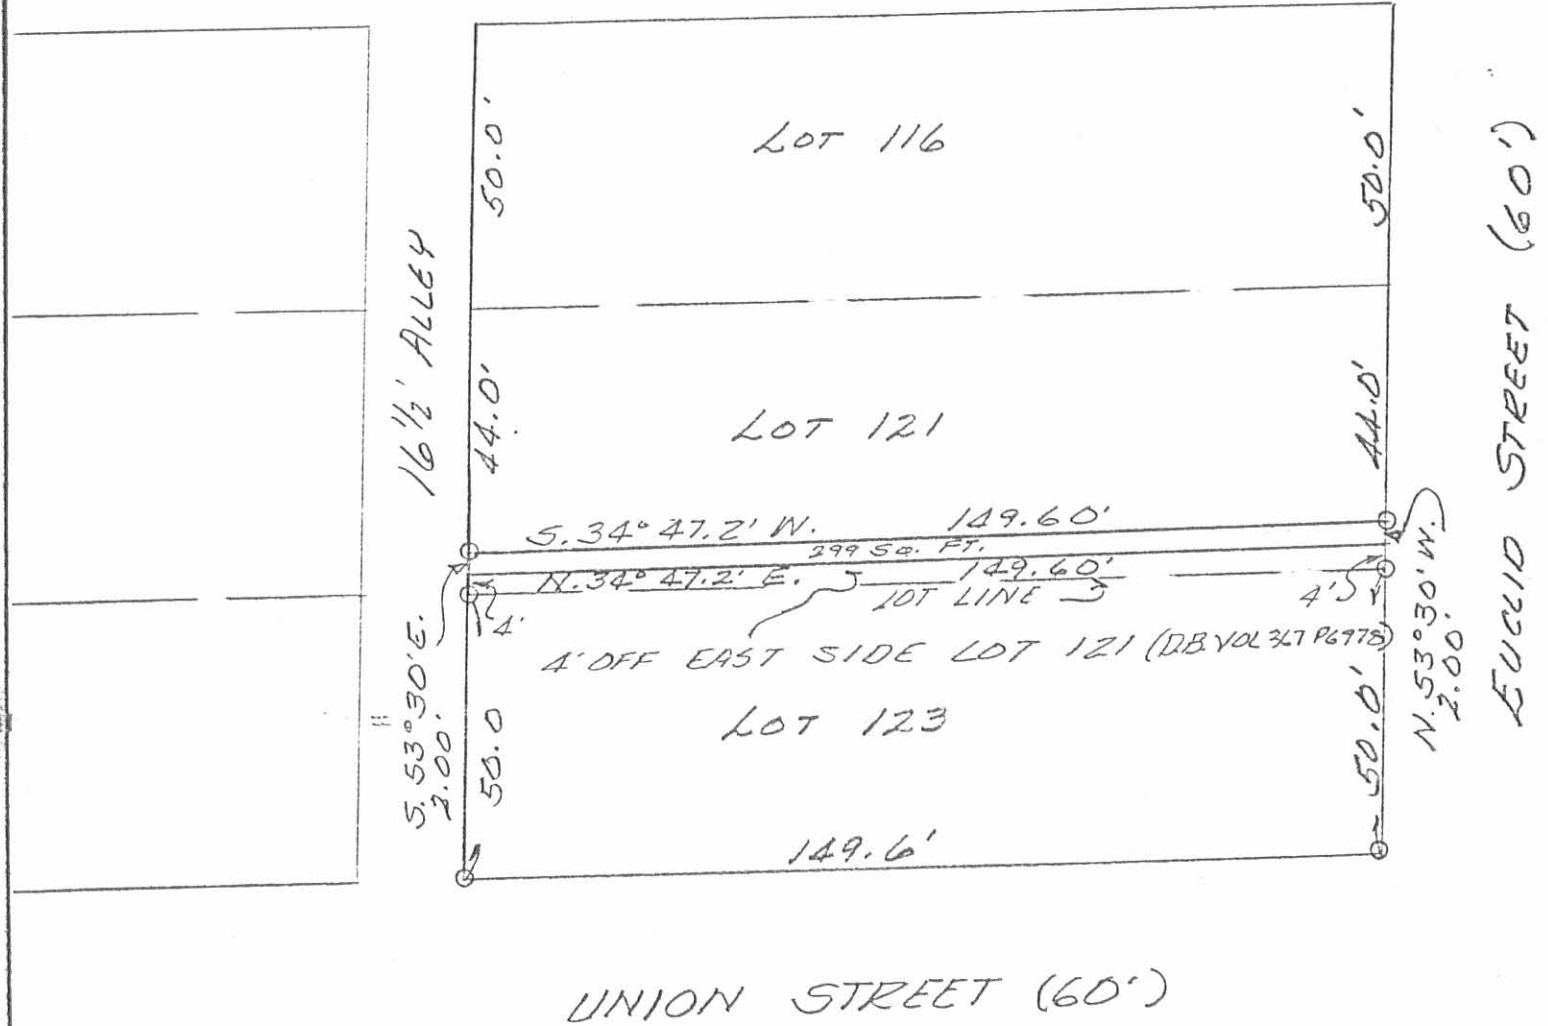 LOT 116
50.0'
50.0'
16 1/2' ALLEY
EUCLID STREET (60')
44.0'
LOT 121
44.0'
S. 34° 47.2' W. 149.60'
299 SQ. FT.
N. 34° 47.2' E. 149.60'
LOT LINE
4'
4'
4' OFF EAST SIDE LOT 121 (D.B. VOL 367 PG 978)
S. 53° 30' E.
2.00'
N. 53° 30' W.
2.00'
50.0
LOT 123
50.0'
149.6'
UNION STREET (60')